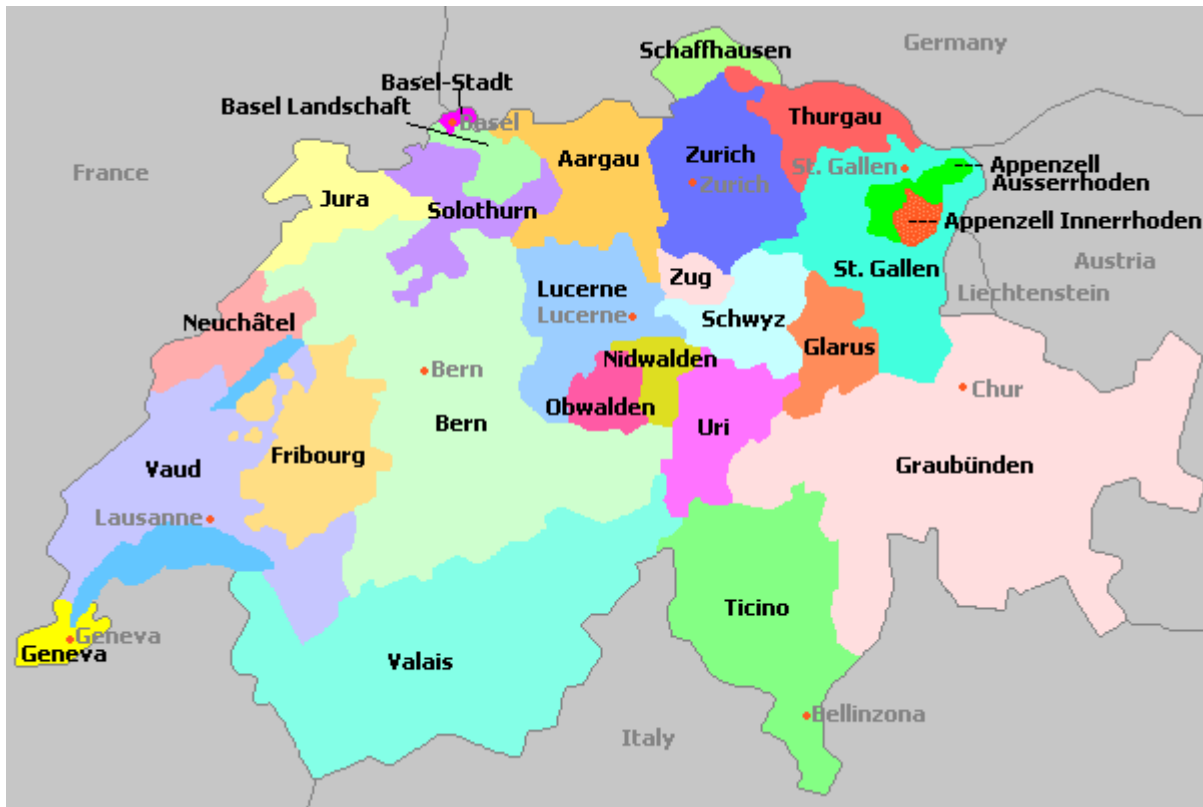 Germany
Schaffhausen
Basel-Stadt
Basel Landschaft
Basel
Thurgau
Aargau
Zurich
Zurich
France
St. Gallen
Appenzell
Ausserrhoden
Jura
Solothurn
Appenzell Innerrhoden
Austria
St. Gallen
Zug
Lucerne
Lucerne
Liechtenstein
Neuchâtel
Schwyz
Glarus
Nidwalden
Bern
Chur
Obwalden
Bern
Uri
Fribourg
Vaud
Graubünden
Lausanne
Ticino
Geneva
Geneva
Valais
Bellinzona
Italy